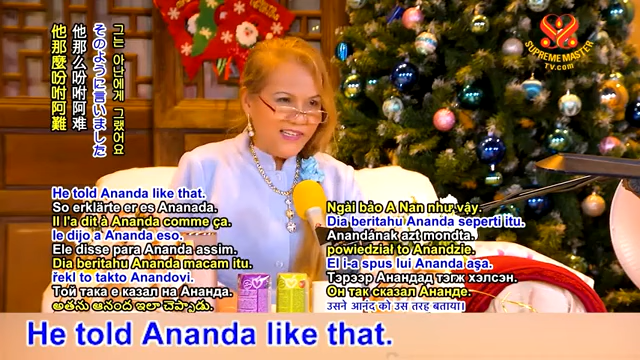 SUPREME MASTER
TV.com
그는 아난에게 그랬어요
そのように言いました
他那么吩咐阿难
他那麼吩咐阿難
He told Ananda like that.
So erklärte er es Ananada.
Il l'a dit à Ananda comme ça.
le dijo a Ananda eso.
Ele disse para Ananda assim.
Dia beritahu Ananda macam itu.
řekl to takto Anandovi.
Той така е казал на Ананда.
అతను ఆనంద ఇలా చెప్పాడు.
Ngài bảo A Nan như vậy.
Dia beritahu Ananda seperti itu.
Anandának azt mondta.
powiedział to Anandzie.
El i-a spus lui Ananda aşa.
Тэрээр Анандад тэгж хэлсэн.
Он так сказал Ананде.
उसने आनंद को उस तरह बताया।
He told Ananda like that.